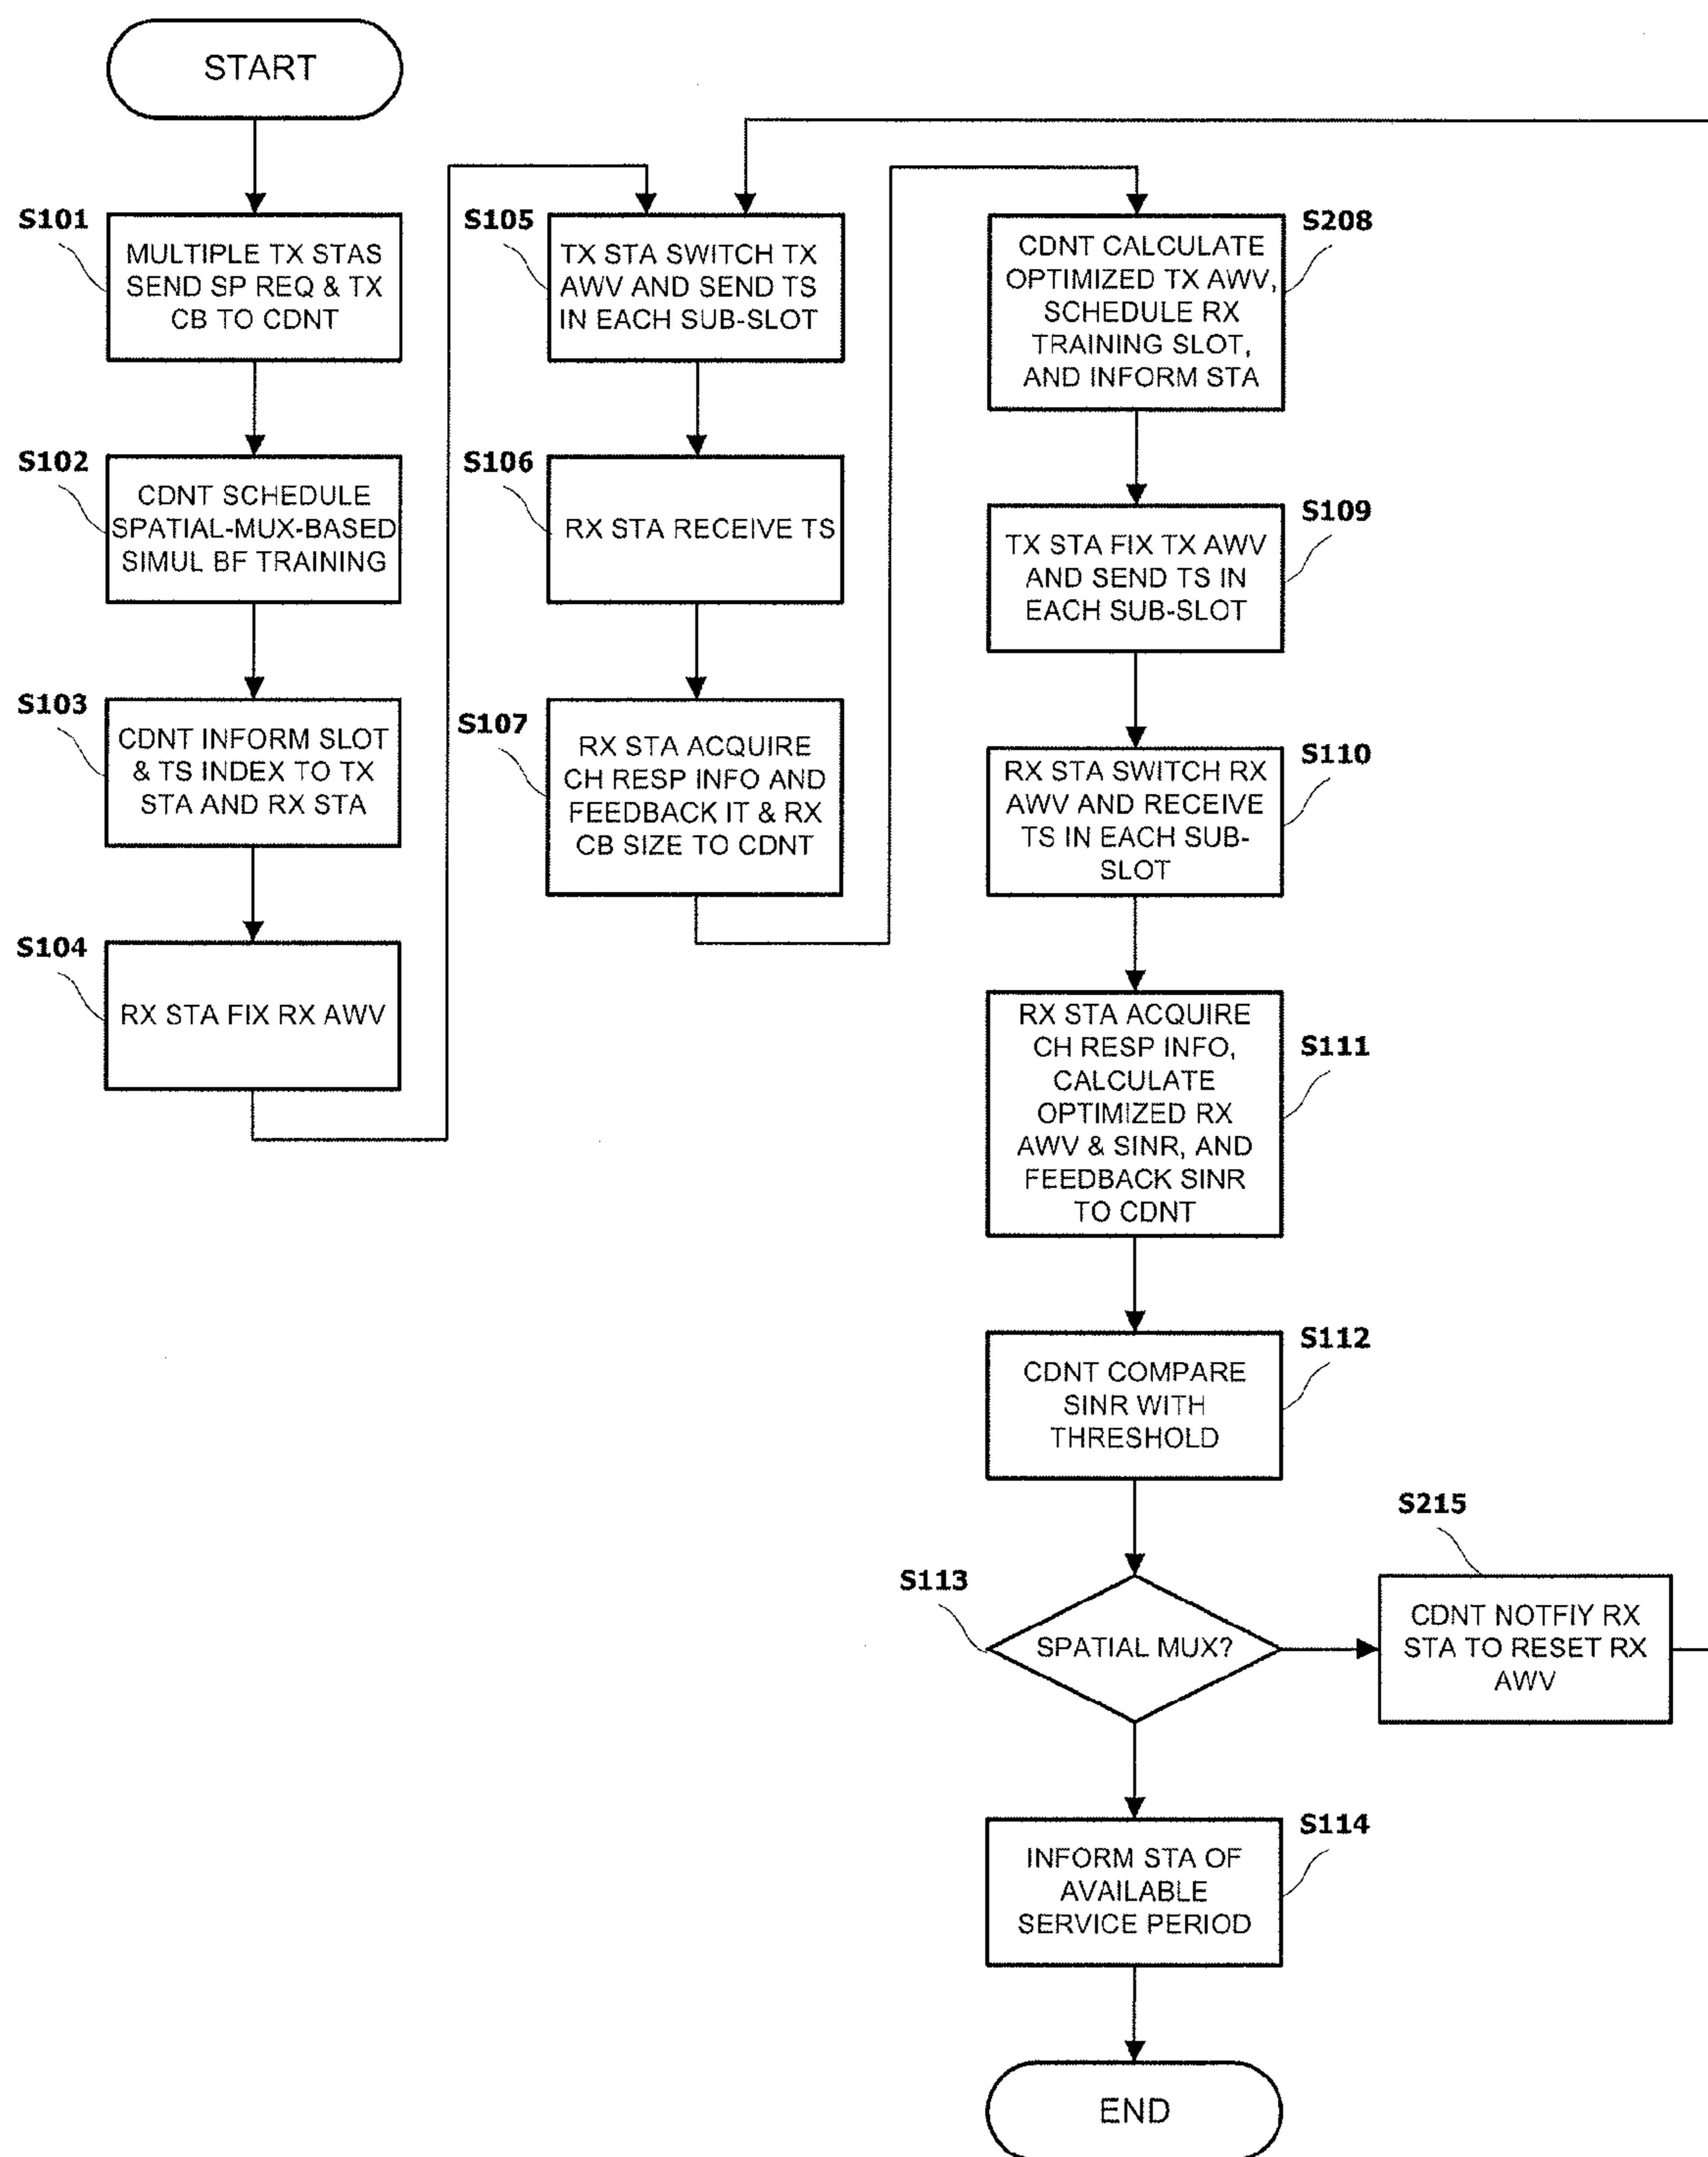 START
S101
MULTIPLE TX STAS
SEND SP REQ & TX
CB TO CDNT
S102
CDNT SCHEDULE
SPATIAL-MUX-BASED
SIMUL BF TRAINING
S103
CDNT INFORM SLOT
& TS INDEX TO TX
STA AND RX STA
S104
RX STA FIX RX AWV
S105
TX STA SWITCH TX
AWV AND SEND TS
IN EACH SUB-SLOT
S106
RX STA RECEIVE TS
S107
RX STA ACQUIRE
CH RESP INFO AND
FEEDBACK IT & RX
CB SIZE TO CDNT
S208
CDNT CALCULATE
OPTIMIZED TX AWV,
SCHEDULE RX
TRAINING SLOT,
AND INFORM STA
S109
TX STA FIX TX AWV
AND SEND TS IN
EACH SUB-SLOT
S110
RX STA SWITCH RX
AWV AND RECEIVE
TS IN EACH SUB-
SLOT
S111
RX STA ACQUIRE
CH RESP INFO,
CALCULATE
OPTIMIZED RX
AWV & SINR, AND
FEEDBACK SINR
TO CDNT
S112
CDNT COMPARE
SINR WITH
THRESHOLD
S113
SPATIAL MUX?
S215
CDNT NOTFIY RX
STA TO RESET RX
AWV
S114
INFORM STA OF
AVAILABLE
SERVICE PERIOD
END